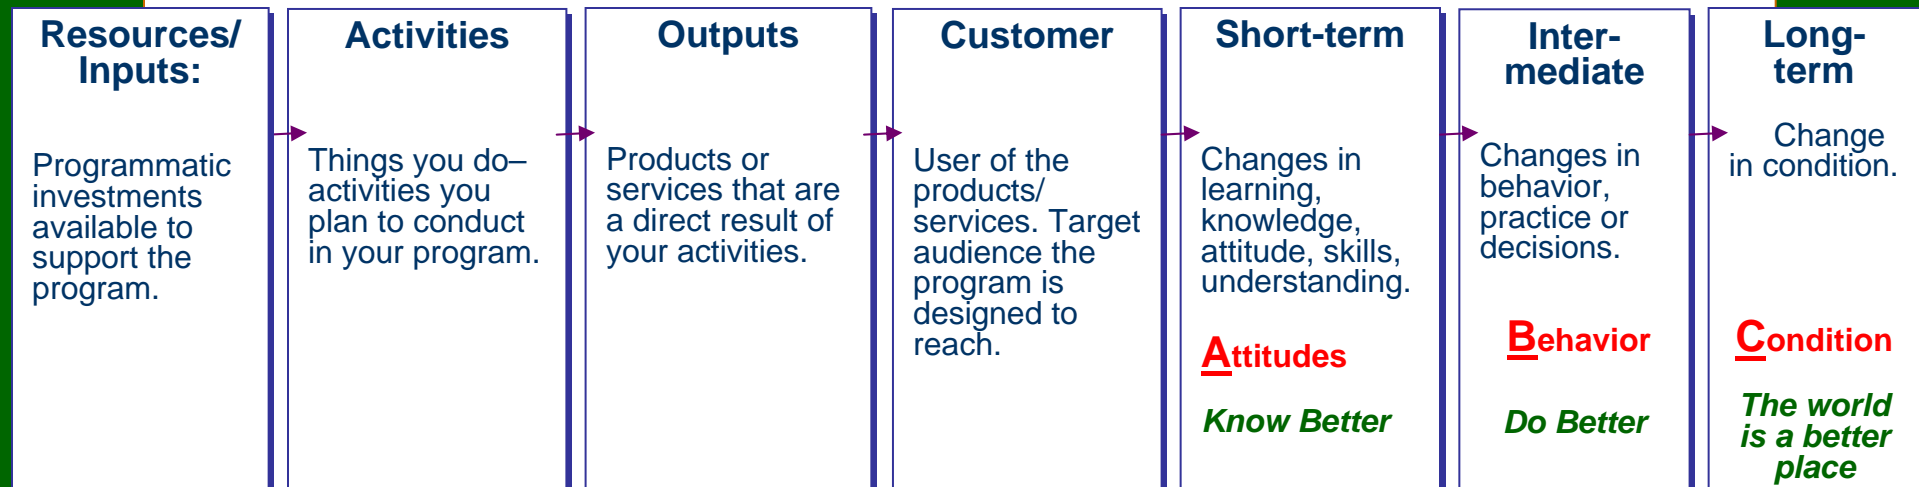 Resources/
Inputs:
Programmatic
investments
available to
support the
program.
Activities
Things you do–
activities you
plan to conduct
in your program.
Outputs
Products or
services that are
a direct result of
your activities.
Customer
User of the
products/
services. Target
audience the
program is
designed to
reach.
Short-term
Changes in
learning,
knowledge,
attitude, skills,
understanding.
Attitudes
Know Better
Inter-
mediate
Changes in
behavior,
practice or
decisions.
Behavior
Do Better
Long-
term
Change
in condition.
Condition
The world
is a better
place